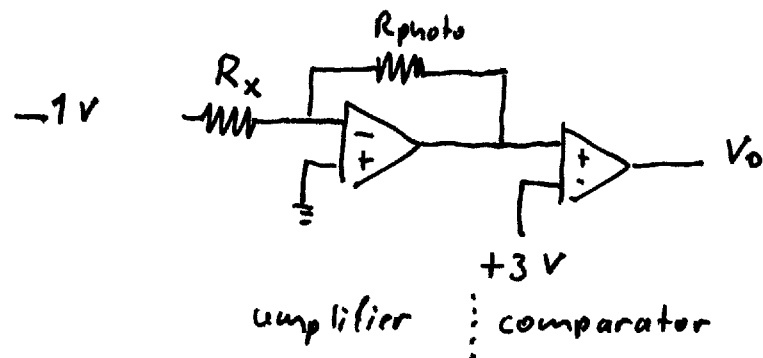 Rphoto
Rx
-1V
-
+
+
-
Vo
+3 V
amplifier
comparator